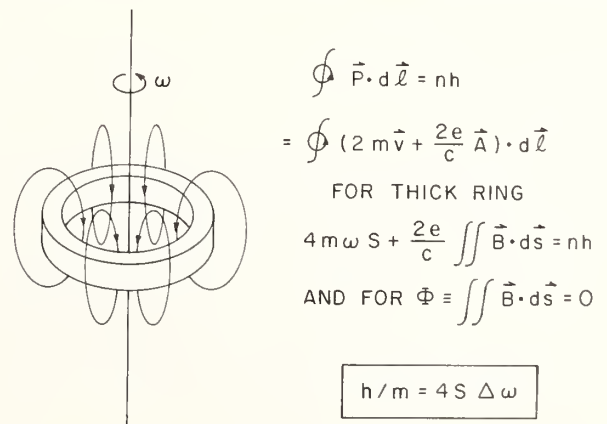 ω
∮ P⃗·dℓ⃗ = nh
= ∮ (2mv⃗ + 2e/c A⃗)·dℓ⃗
FOR THICK RING
4mωS + 2e/c ∬ B⃗·ds⃗ = nh
AND FOR Φ ≡ ∬ B⃗·ds⃗ = 0
h/m = 4S Δω